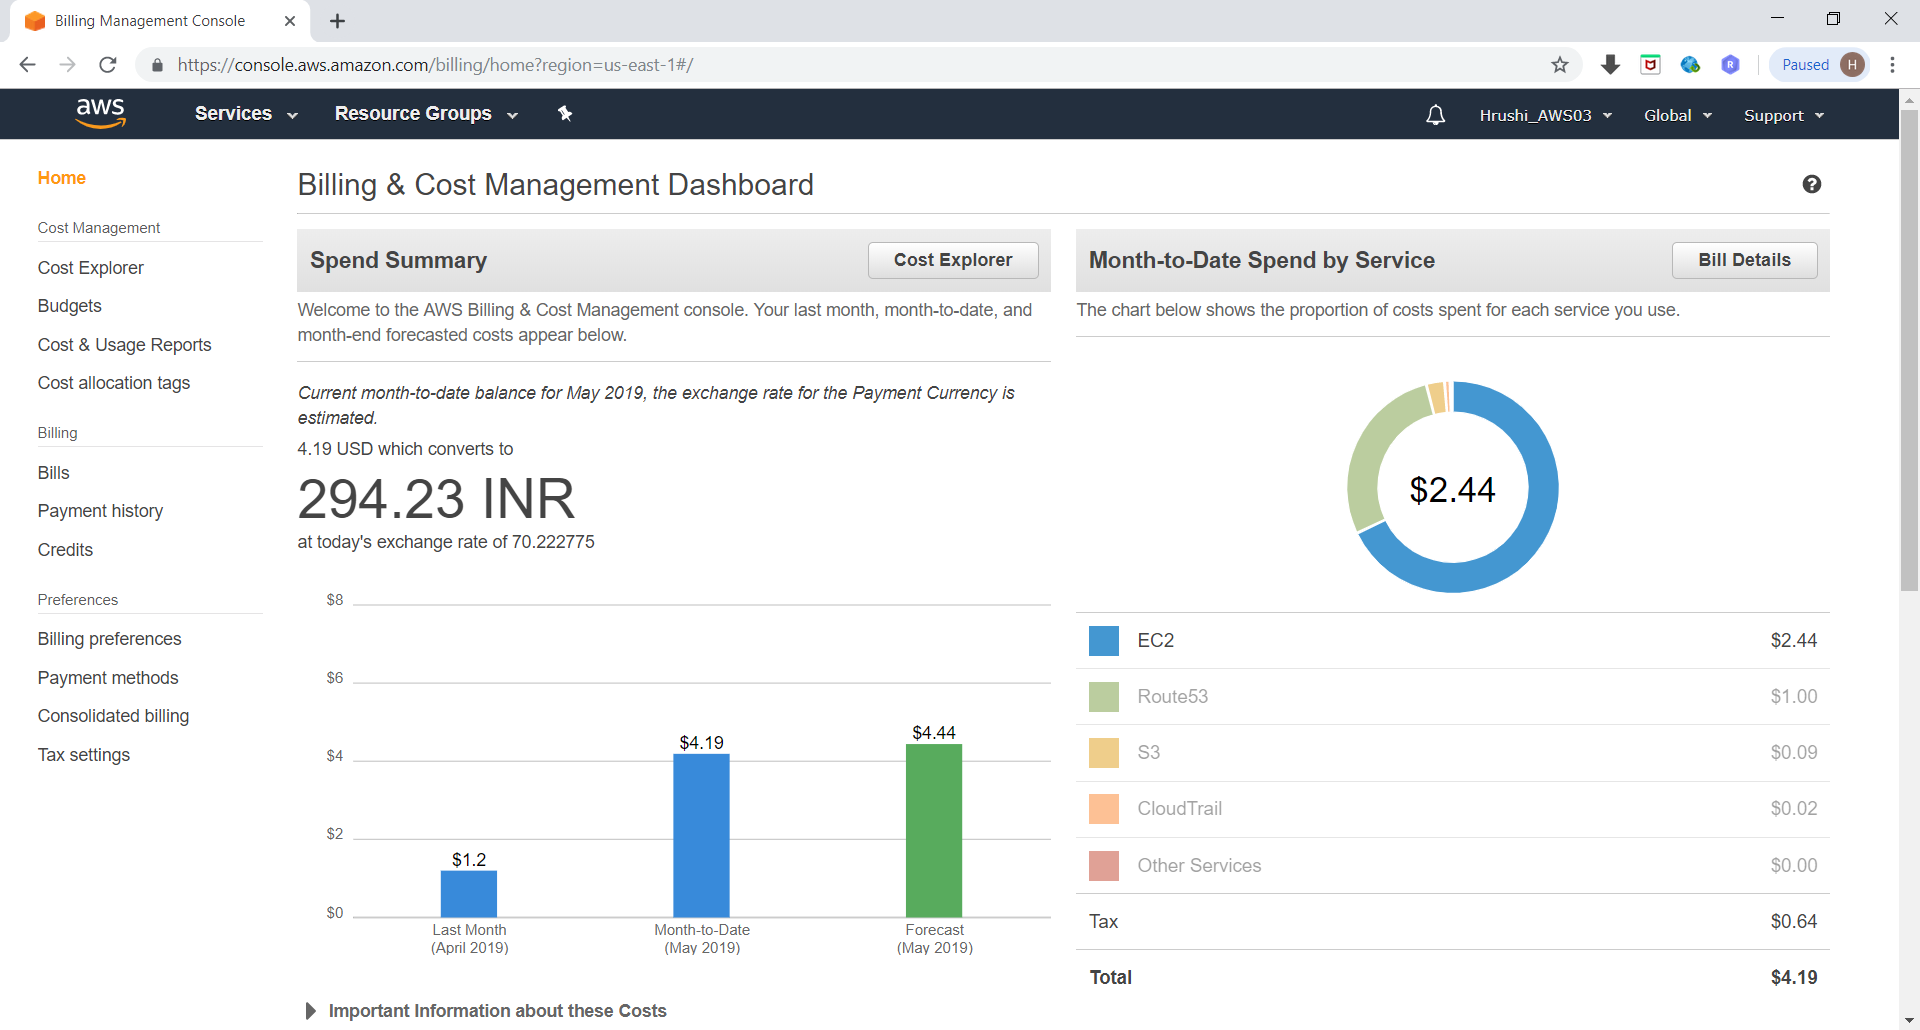 Billing Management Console
https://console.aws.amazon.com/billing/home?region=us-east-1#/
R
Paused H
aws
Services
Resource Groups
Hrushi_AWS03
Global
Support
Home
Cost Management
Cost Explorer
Budgets
Cost & Usage Reports
Cost allocation tags
Billing
Bills
Payment history
Credits
Preferences
Billing preferences
Payment methods
Consolidated billing
Tax settings
Billing & Cost Management Dashboard
?
Spend Summary
Cost Explorer
Welcome to the AWS Billing & Cost Management console. Your last month, month-to-date, and
month-end forecasted costs appear below.
Current month-to-date balance for May 2019, the exchange rate for the Payment Currency is
estimated.
4.19 USD which converts to
294.23 INR
at today's exchange rate of 70.222775
$8
$6
$4
$2
$0
$1.2
$4.19
$4.44
Last Month
(April 2019)
Month-to-Date
(May 2019)
Forecast
(May 2019)
Important Information about these Costs
Month-to-Date Spend by Service
Bill Details
The chart below shows the proportion of costs spent for each service you use.
$2.44
EC2 $2.44
Route53 $1.00
S3 $0.09
CloudTrail $0.02
Other Services $0.00
Tax $0.64
Total $4.19